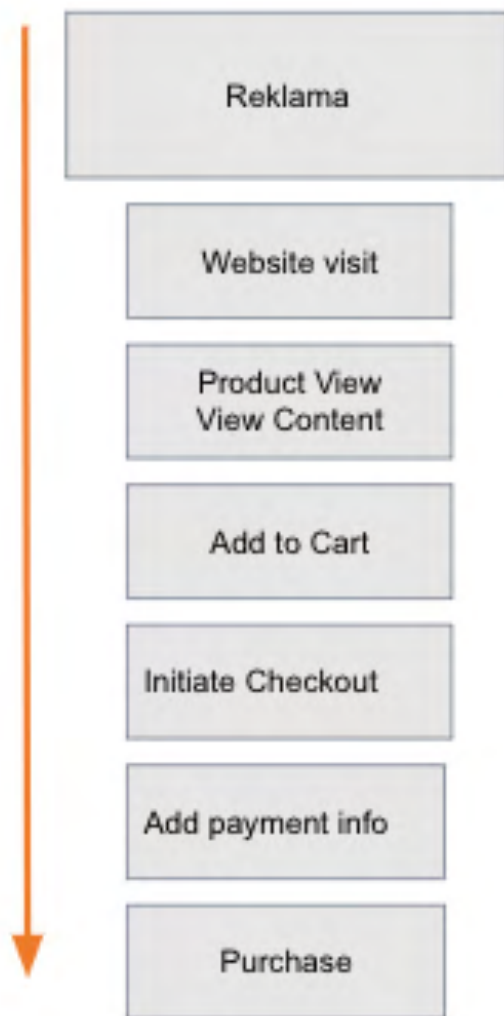 Reklama
Website visit
Product View
View Content
Add to Cart
Initiate Checkout
Add payment info
Purchase